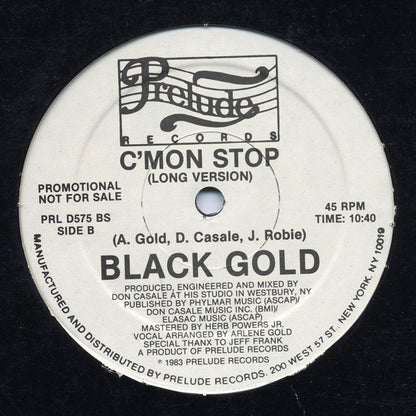 Prelude
RECORDS
C'MON STOP
(LONG VERSION)
PROMOTIONAL
NOT FOR SALE
PRL D575 BS
SIDE B
45 RPM
TIME: 10:40
(A. Gold, D. Casale, J. Robie)
BLACK GOLD
PRODUCED, ENGINEERED AND MIXED BY
DON CASALE AT HIS STUDIO IN WESTBURY, NY
PUBLISHED BY PHYLMAR MUSIC (ASCAP)/
DON CASALE MUSIC INC. (BMI)/
ELASAC MUSIC (ASCAP)
MASTERED BY HERB POWERS JR.
VOCAL ARRANGED BY ARLENE GOLD
SPECIAL THANX TO JEFF FRANK
A PRODUCT OF PRELUDE RECORDS
℗ 1983 PRELUDE RECORDS
MANUFACTURED AND DISTRIBUTED BY PRELUDE RECORDS, 200 WEST 57 ST. NEW YORK, NY 10019